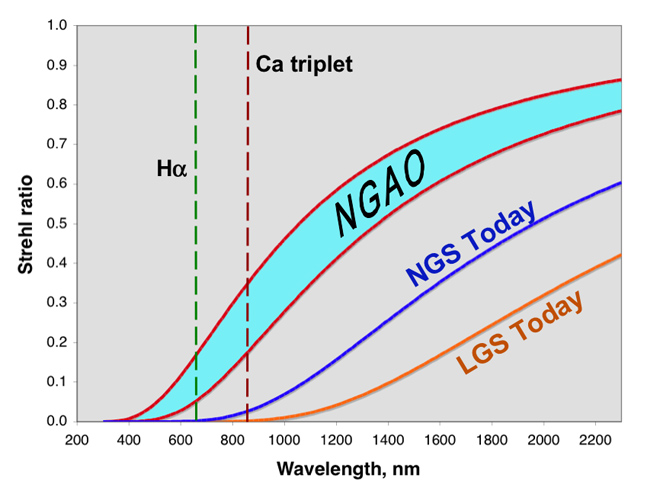 1.0
0.9
0.8
0.7
0.6
0.5
0.4
0.3
0.2
0.1
0.0
Strehl ratio
Ca triplet
Hα
NGAO
NGS Today
LGS Today
200 400 600 800 1000 1200 1400 1600 1800 2000 2200
Wavelength, nm